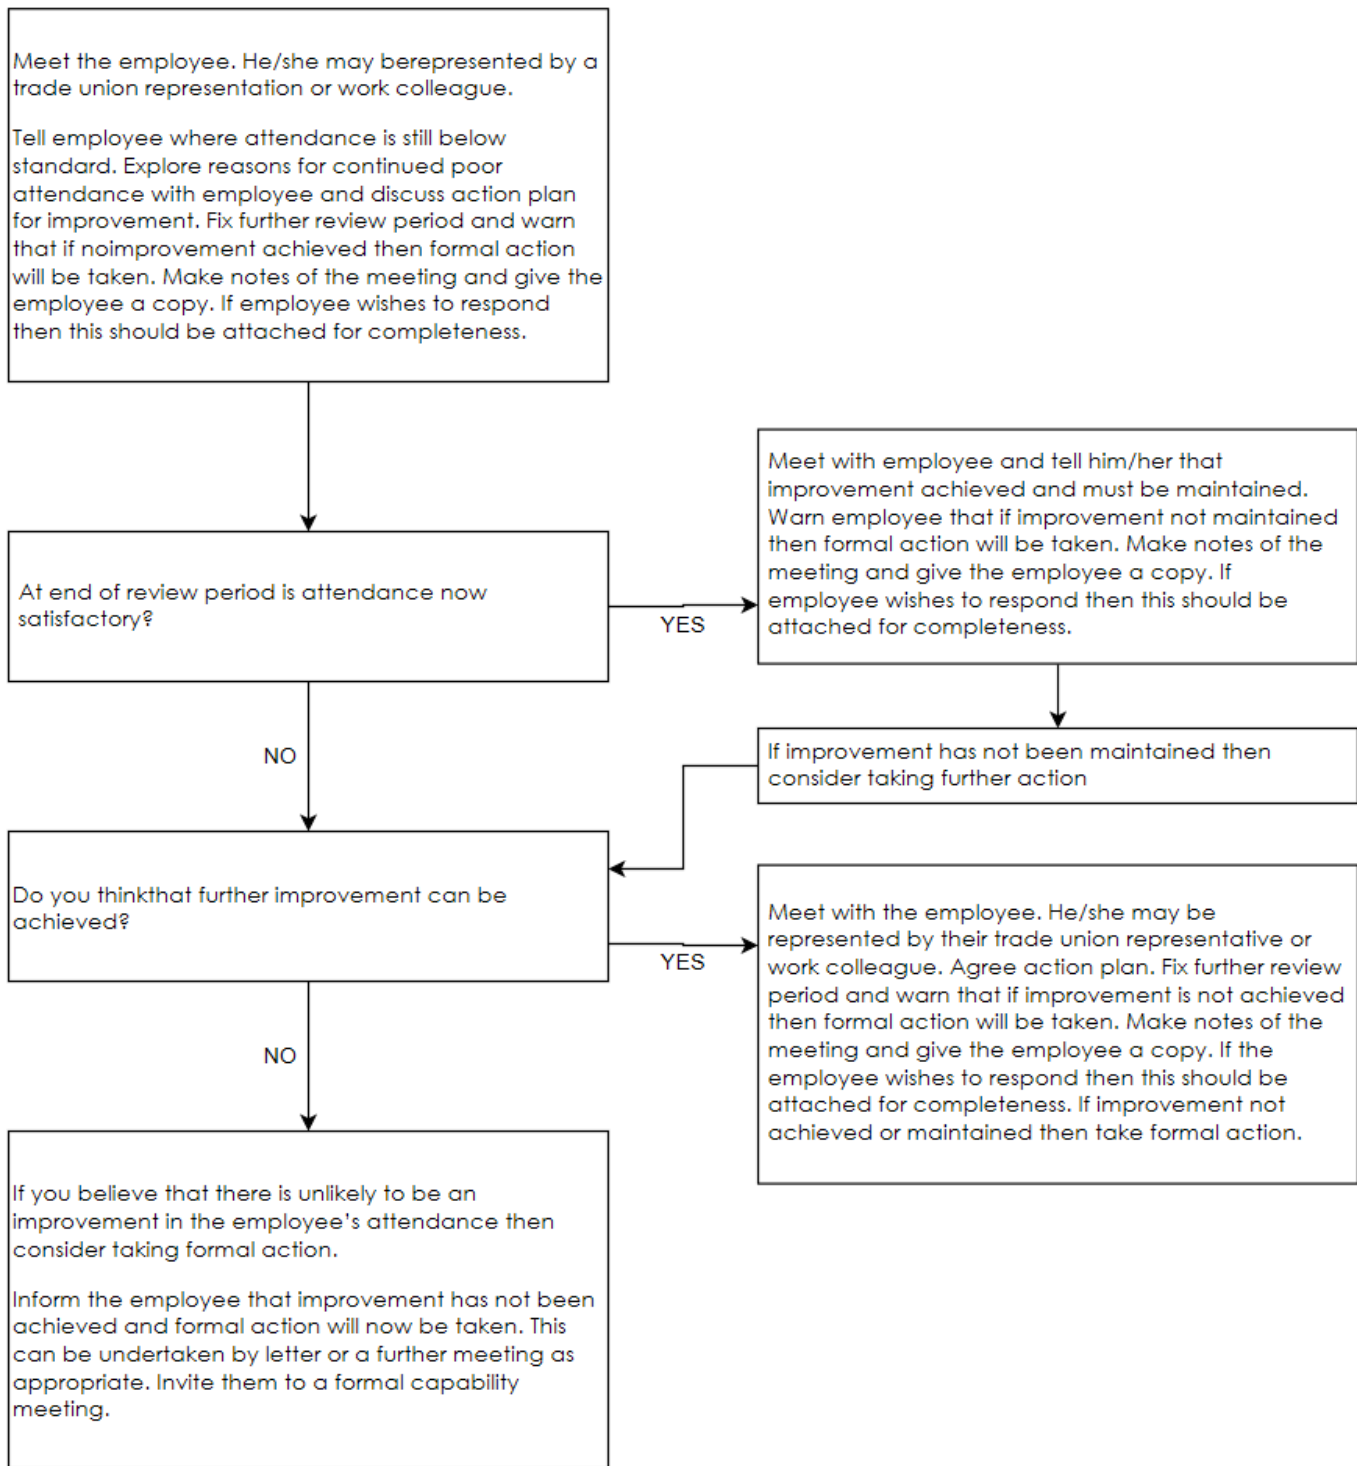 Meet the employee. He/she may berepresented by a
trade union representation or work colleague.
Tell employee where attendance is still below
standard. Explore reasons for continued poor
attendance with employee and discuss action plan
for improvement. Fix further review period and warn
that if noimprovement achieved then formal action
will be taken. Make notes of the meeting and give the
employee a copy. If employee wishes to respond
then this should be attached for completeness.
At end of review period is attendance now
satisfactory?
YES
Meet with employee and tell him/her that
improvement achieved and must be maintained.
Warn employee that if improvement not maintained
then formal action will be taken. Make notes of the
meeting and give the employee a copy. If
employee wishes to respond then this should be
attached for completeness.
NO
If improvement has not been maintained then
consider taking further action
Do you thinkthat further improvement can be
achieved?
YES
Meet with the employee. He/she may be
represented by their trade union representative or
work colleague. Agree action plan. Fix further review
period and warn that if improvement is not achieved
then formal action will be taken. Make notes of the
meeting and give the employee a copy. If the
employee wishes to respond then this should be
attached for completeness. If improvement not
achieved or maintained then take formal action.
NO
If you believe that there is unlikely to be an
improvement in the employee’s attendance then
consider taking formal action.
Inform the employee that improvement has not been
achieved and formal action will now be taken. This
can be undertaken by letter or a further meeting as
appropriate. Invite them to a formal capability
meeting.